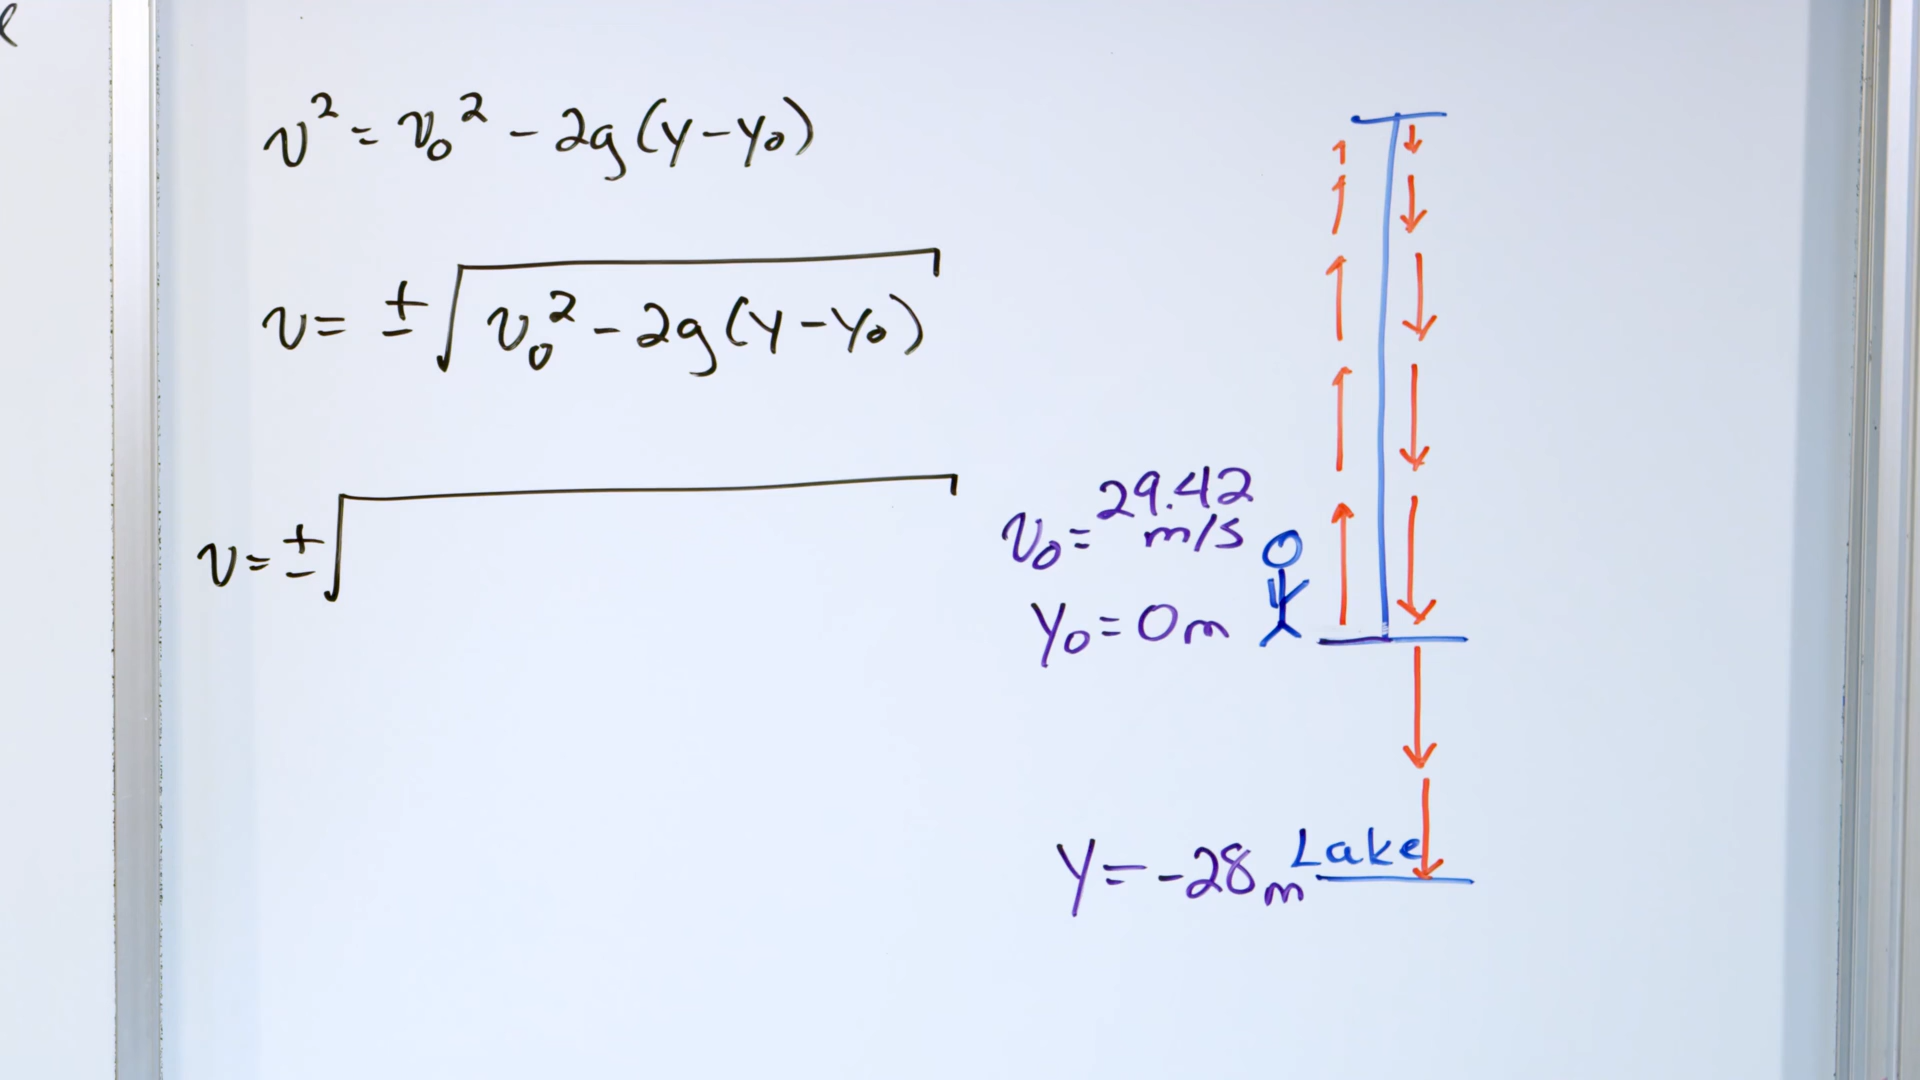 v² = v₀² - 2g(y-y₀)
v = ± √(v₀² - 2g(y-y₀))
v = ± √
v₀ = 29.42 m/s
y₀ = 0m
Lake
y = -28m